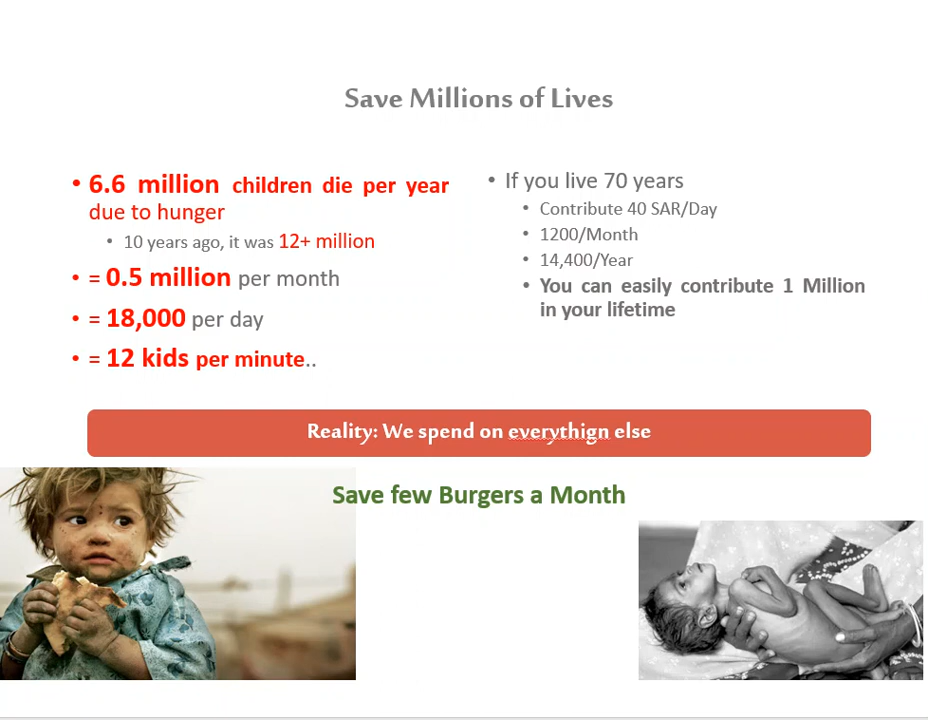 Save Millions of Lives
• 6.6 million children die per year
due to hunger
• 10 years ago, it was 12+ million
• = 0.5 million per month
• = 18,000 per day
• = 12 kids per minute..
• If you live 70 years
• Contribute 40 SAR/Day
• 1200/Month
• 14,400/Year
• You can easily contribute 1 Million
in your lifetime
Reality: We spend on everythign else
Save few Burgers a Month